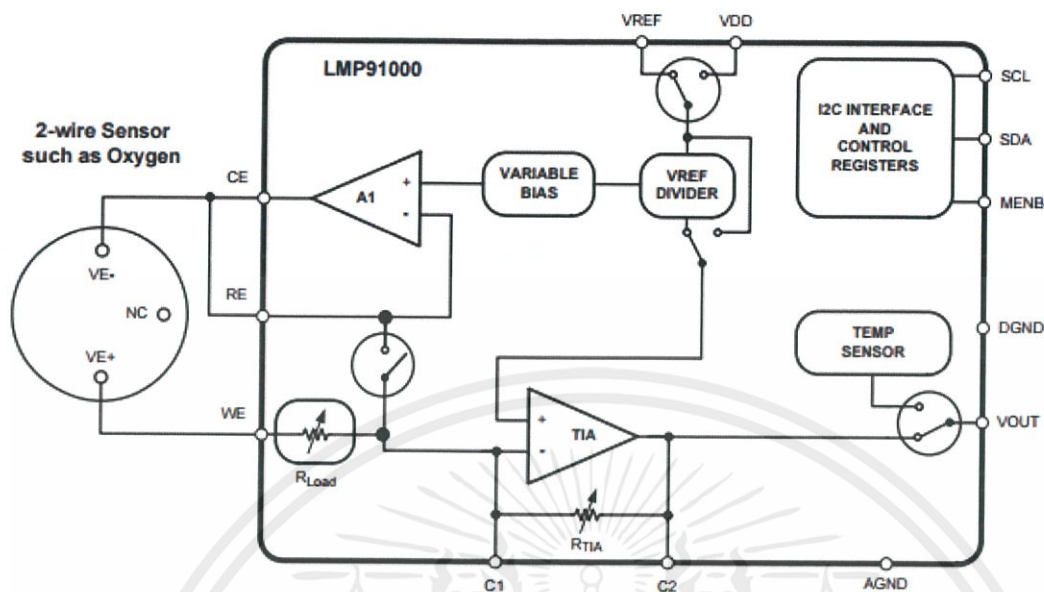 VREF
VDD
LMP91000
2-wire Sensor
such as Oxygen
CE
VE-
NC
VE+
RE
WE
RLoad
A1
+
-
VARIABLE
BIAS
VREF
DIVIDER
I2C INTERFACE
AND
CONTROL
REGISTERS
SCL
SDA
MENB
DGND
TEMP
SENSOR
VOUT
+
-
TIA
RTIA
C1
C2
AGND